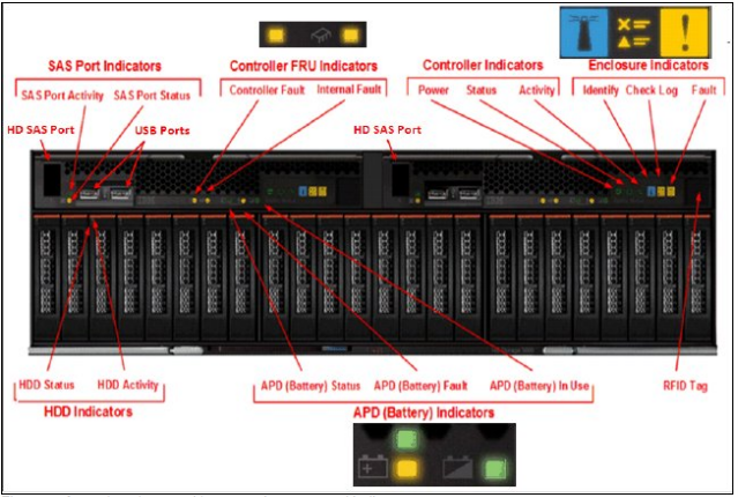 SAS Port Indicators
SAS Port Activity SAS Port Status
Controller FRU Indicators
Controller Fault Internal Fault
Controller Indicators
Power Status Activity
Enclosure Indicators
Identify Check Log Fault
HD SAS Port
USB Ports
HD SAS Port
HDD Status HDD Activity
HDD Indicators
APD (Battery) Status APD (Battery) Fault APD (Battery) In Use
APD (Battery) Indicators
RFID Tag